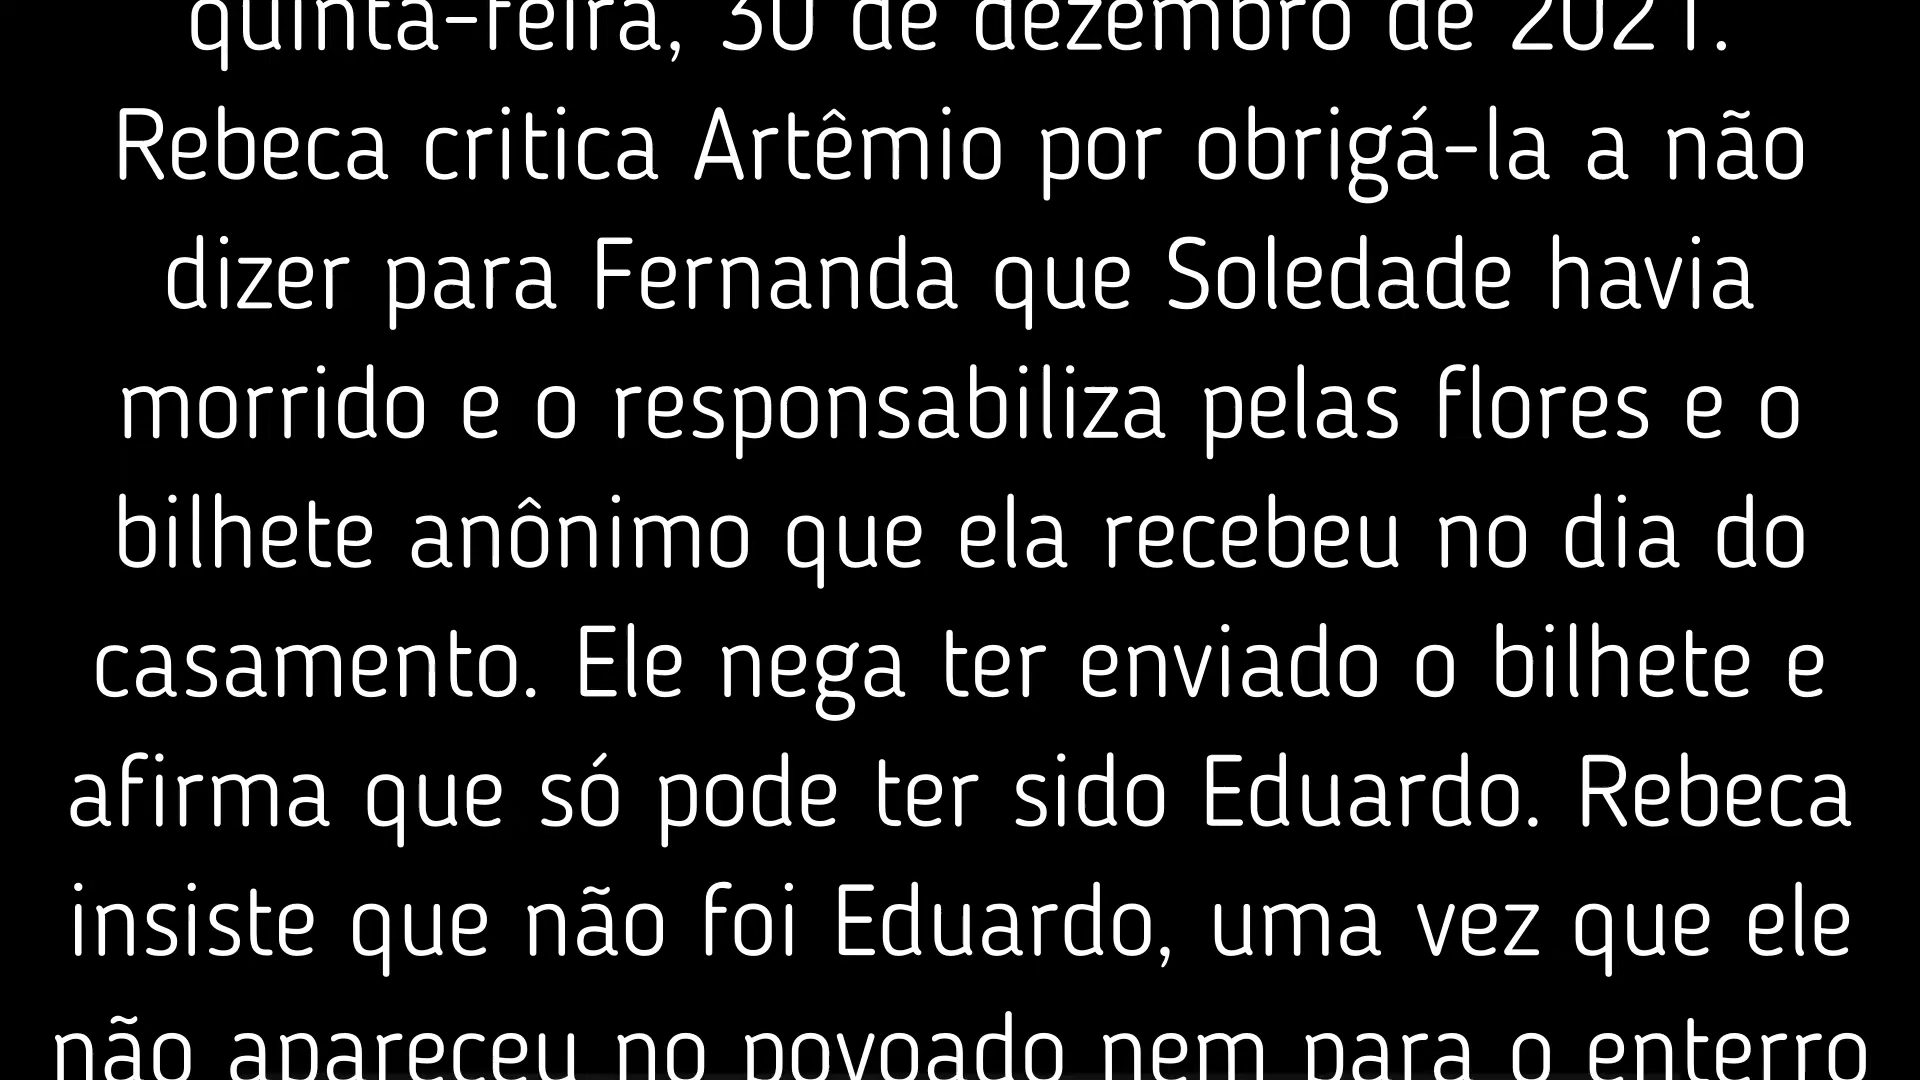 quinta-feira, 30 de dezembro de 2021.
Rebeca critica Artêmio por obrigá-la a não
dizer para Fernanda que Soledade havia
morrido e o responsabiliza pelas flores e o
bilhete anônimo que ela recebeu no dia do
casamento. Ele nega ter enviado o bilhete e
afirma que só pode ter sido Eduardo. Rebeca
insiste que não foi Eduardo, uma vez que ele
não apareceu no povoado nem para o enterro